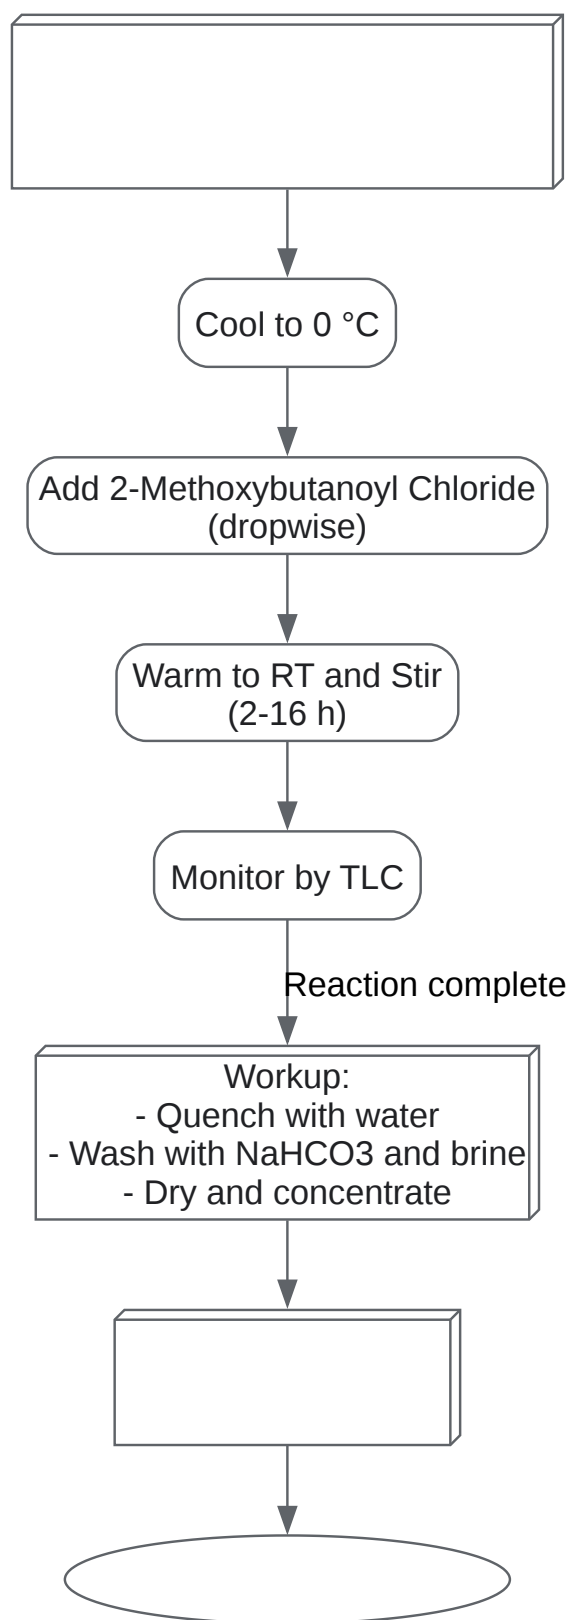 Cool to 0 °C
Add 2-Methoxybutanoyl Chloride
(dropwise)
Warm to RT and Stir
(2-16 h)
Monitor by TLC
Reaction complete
Workup:
- Quench with water
- Wash with NaHCO3 and brine
- Dry and concentrate